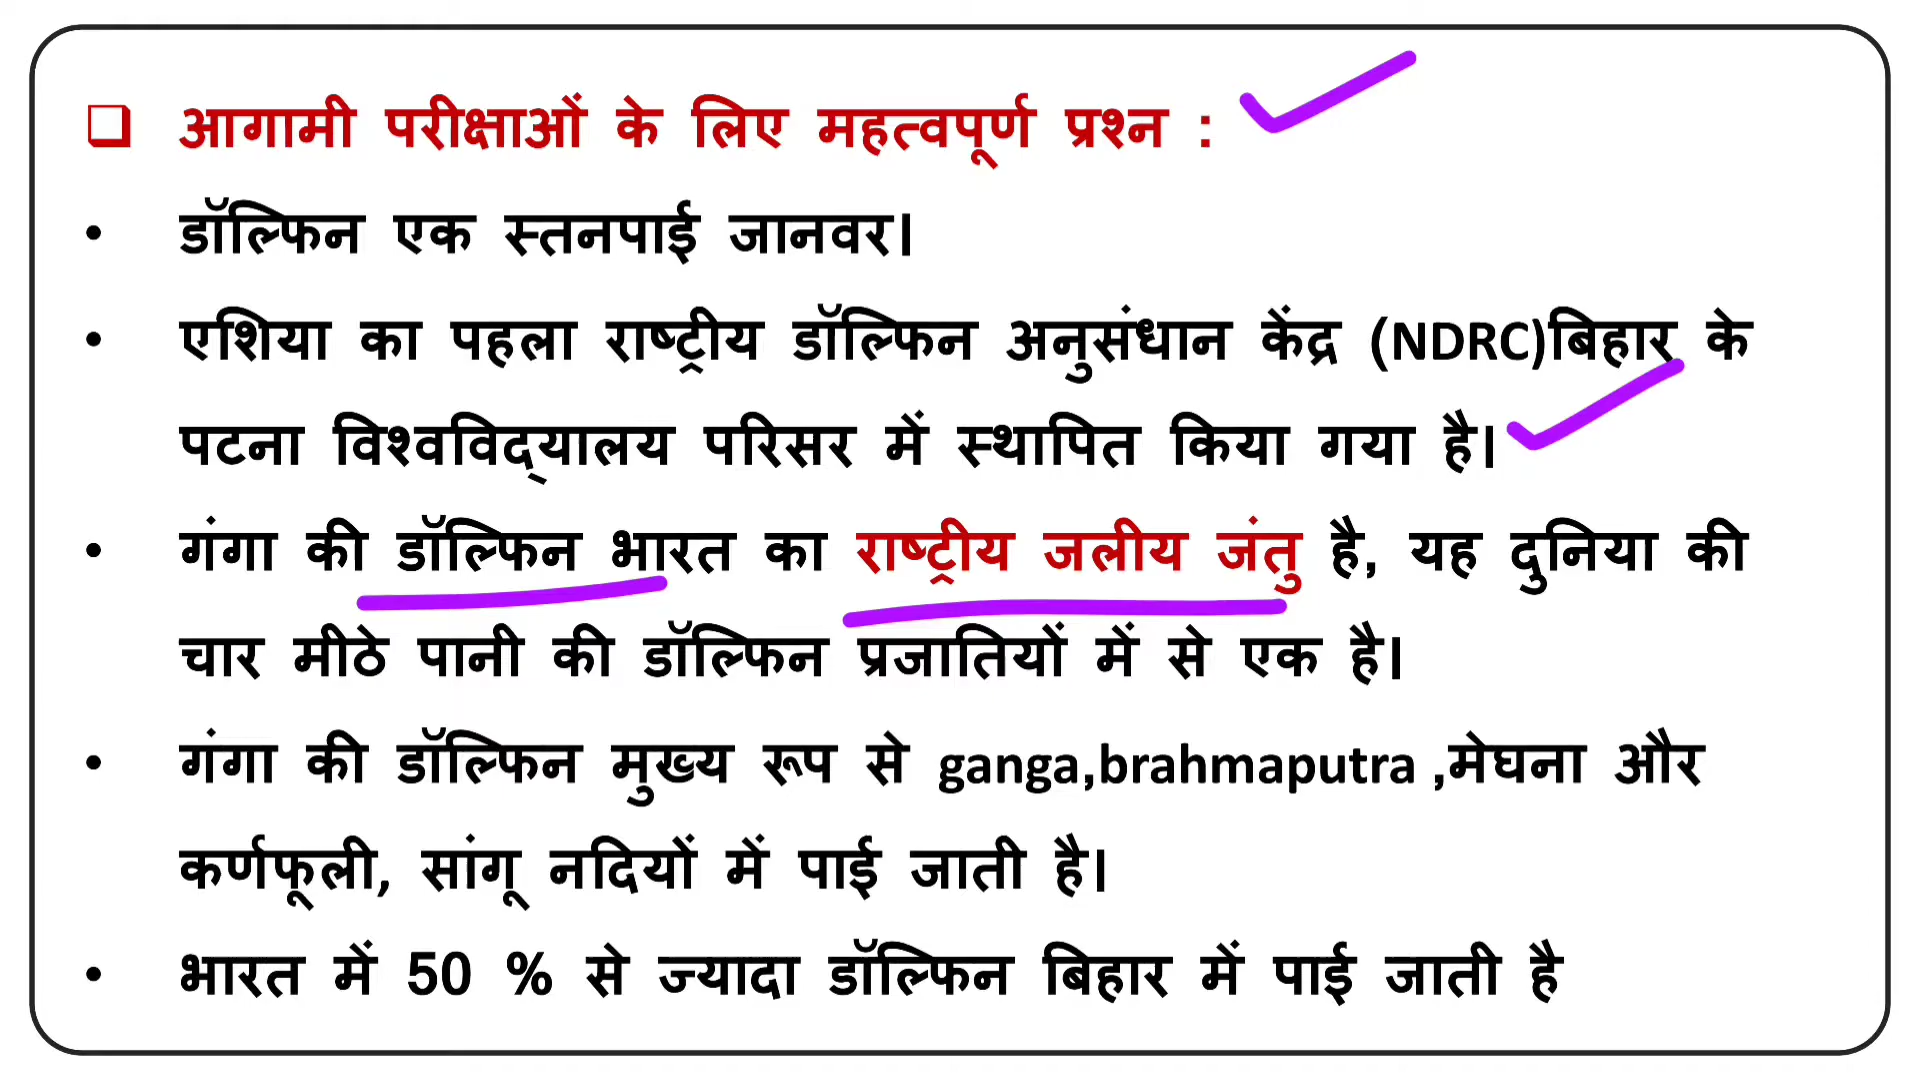 ❑ आगामी परीक्षाओं के लिए महत्वपूर्ण प्रश्न :
• डॉल्फिन एक स्तनपाई जानवर।
• एशिया का पहला राष्ट्रीय डॉल्फिन अनुसंधान केंद्र (NDRC)बिहार के
पटना विश्वविद्यालय परिसर में स्थापित किया गया है।
• गंगा की डॉल्फिन भारत का राष्ट्रीय जलीय जंतु है, यह दुनिया की
चार मीठे पानी की डॉल्फिन प्रजातियों में से एक है।
• गंगा की डॉल्फिन मुख्य रूप से ganga,brahmaputra ,मेघना और
कर्णफूली, सांगू नदियों में पाई जाती है।
• भारत में 50 % से ज्यादा डॉल्फिन बिहार में पाई जाती है